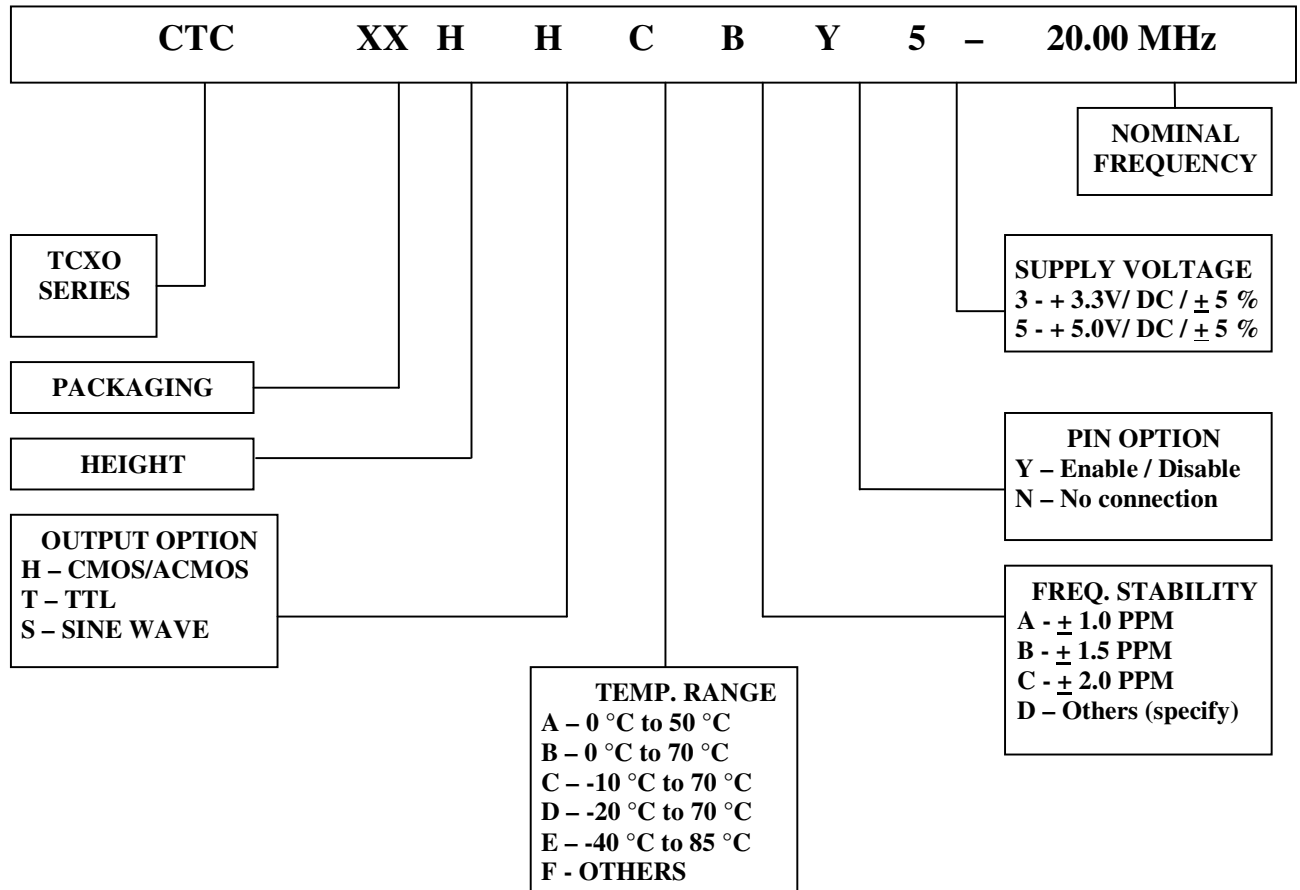 CTC XX H H C B Y 5 – 20.00 MHz
NOMINAL
FREQUENCY
TCXO
SERIES
SUPPLY VOLTAGE
3 - + 3.3V/ DC / ± 5 %
5 - + 5.0V/ DC / ± 5 %
PACKAGING
HEIGHT
PIN OPTION
Y – Enable / Disable
N – No connection
OUTPUT OPTION
H – CMOS/ACMOS
T – TTL
S – SINE WAVE
FREQ. STABILITY
A - ± 1.0 PPM
B - ± 1.5 PPM
C - ± 2.0 PPM
D – Others (specify)
TEMP. RANGE
A – 0 °C to 50 °C
B – 0 °C to 70 °C
C – -10 °C to 70 °C
D – -20 °C to 70 °C
E – -40 °C to 85 °C
F - OTHERS